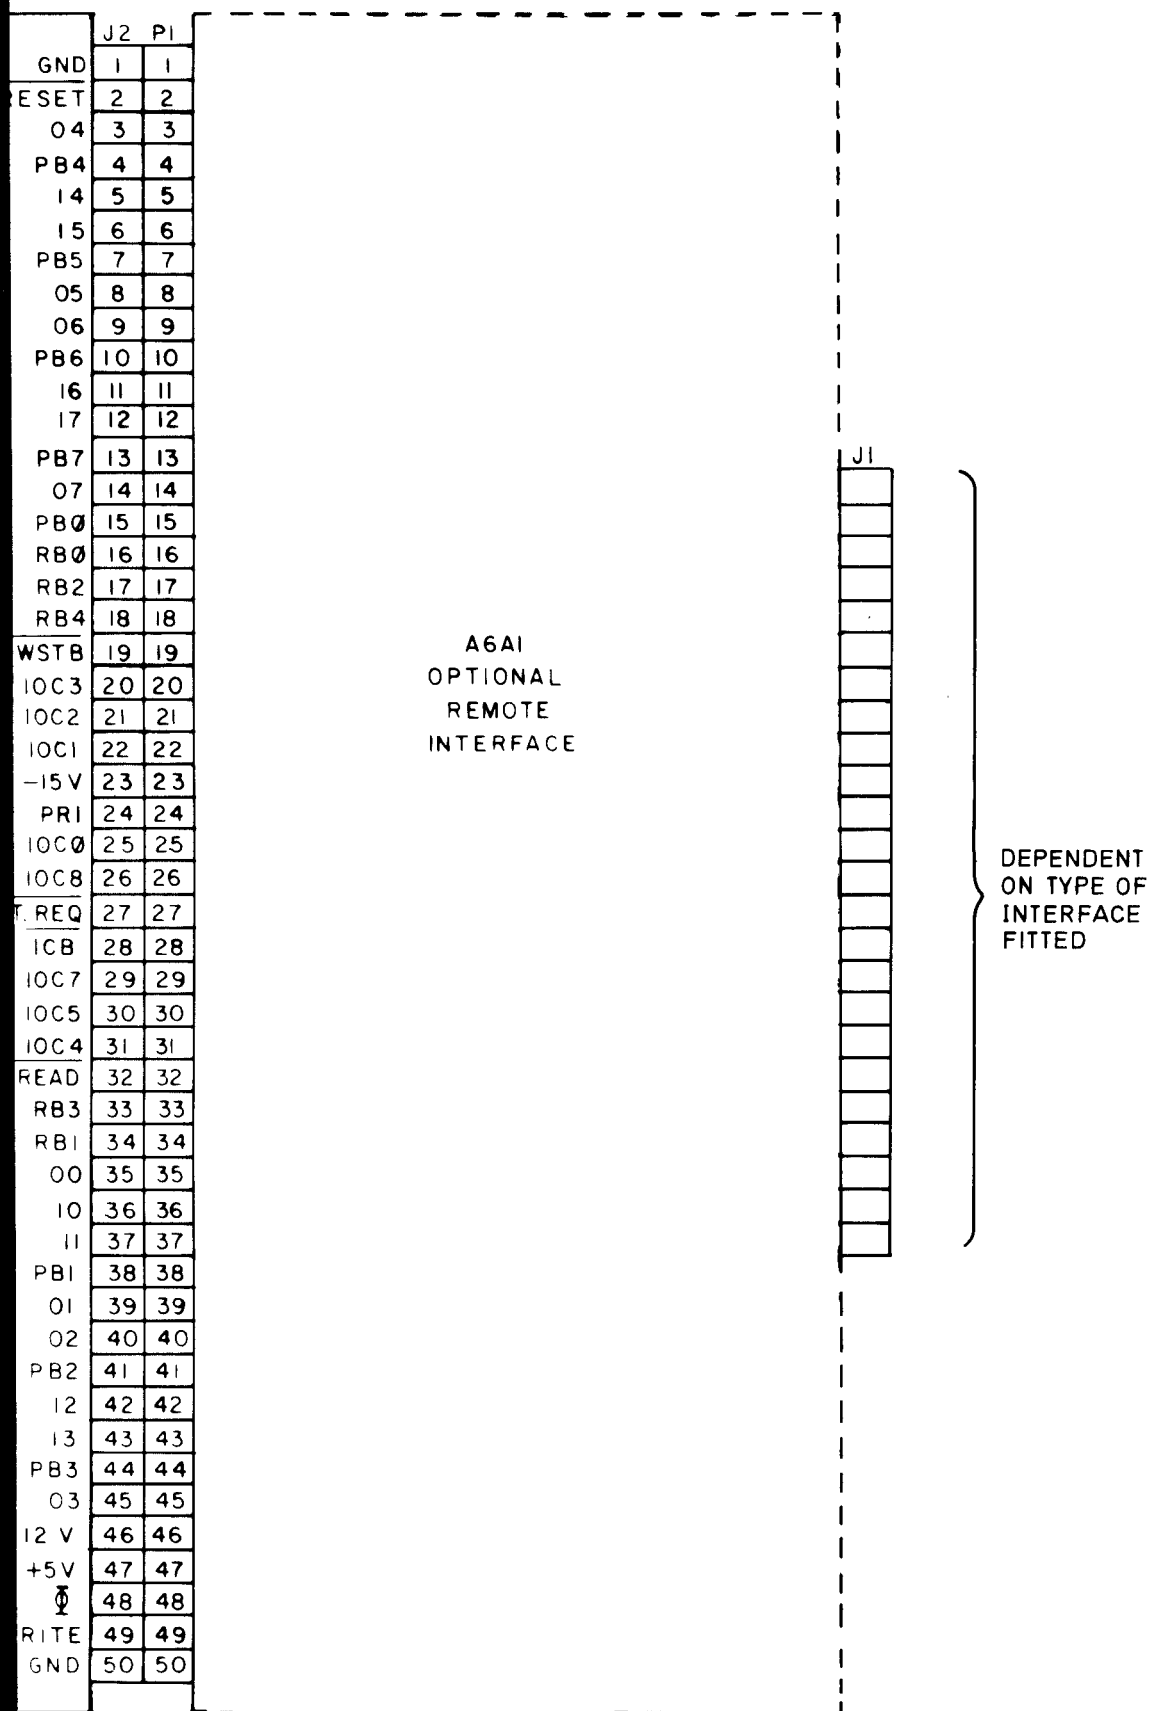 J2 P1
GND 1 1
ESET 2 2
O4 3 3
PB4 4 4
I4 5 5
I5 6 6
PB5 7 7
O5 8 8
O6 9 9
PB6 10 10
I6 11 11
I7 12 12
PB7 13 13
O7 14 14
PBØ 15 15
RBØ 16 16
RB2 17 17
RB4 18 18
WSTB 19 19
IOC3 20 20
IOC2 21 21
IOC1 22 22
-15V 23 23
PRI 24 24
IOCØ 25 25
IOC8 26 26
T. REQ 27 27
ICB 28 28
IOC7 29 29
IOC5 30 30
IOC4 31 31
READ 32 32
RB3 33 33
RB1 34 34
O0 35 35
I0 36 36
I1 37 37
PB1 38 38
O1 39 39
O2 40 40
PB2 41 41
I2 42 42
I3 43 43
PB3 44 44
O3 45 45
12 V 46 46
+5V 47 47
Φ 48 48
RITE 49 49
GND 50 50
A6A1
OPTIONAL
REMOTE
INTERFACE
J1
DEPENDENT
ON TYPE OF
INTERFACE
FITTED